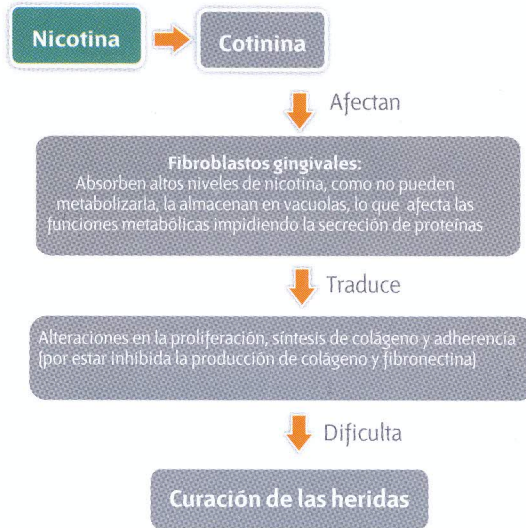 Nicotina
Cotinina
Afectan
Fibroblastos gingivales:
Absorben altos niveles de nicotina, como no pueden
metabolizarla, la almacenan en vacuolas, lo que afecta las
funciones metabólicas impidiendo la secreción de proteínas
Traduce
Alteraciones en la proliferación, síntesis de colágeno y adherencia
(por estar inhibida la producción de colágeno y fibronectina)
Dificulta
Curación de las heridas